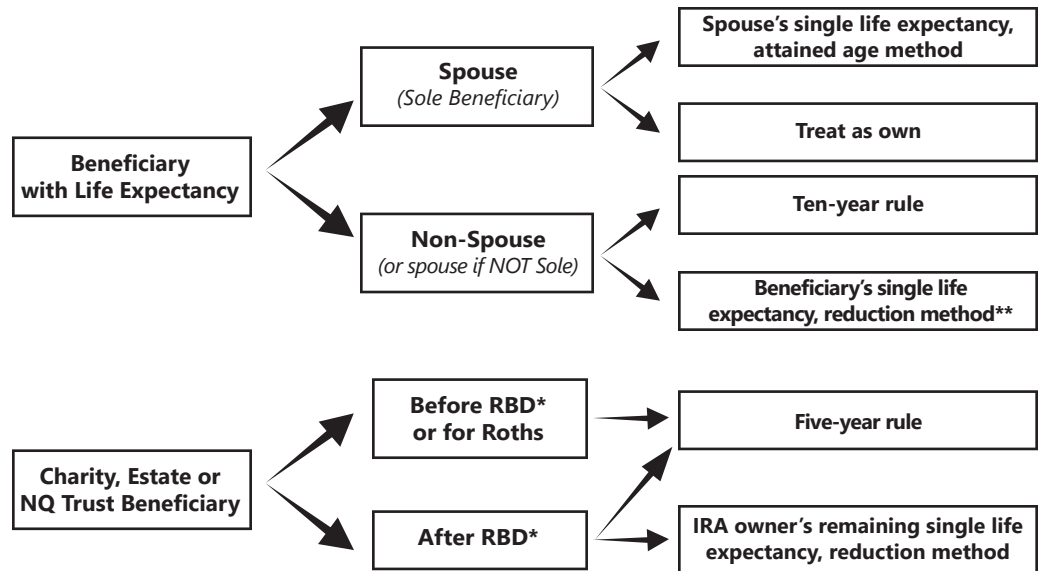 Beneficiary
with Life Expectancy
Spouse
(Sole Beneficiary)
Spouse's single life expectancy,
attained age method
Treat as own
Non-Spouse
(or spouse if NOT Sole)
Ten-year rule
Beneficiary's single life
expectancy, reduction method**
Charity, Estate or
NQ Trust Beneficiary
Before RBD*
or for Roths
Five-year rule
After RBD*
IRA owner's remaining single life
expectancy, reduction method